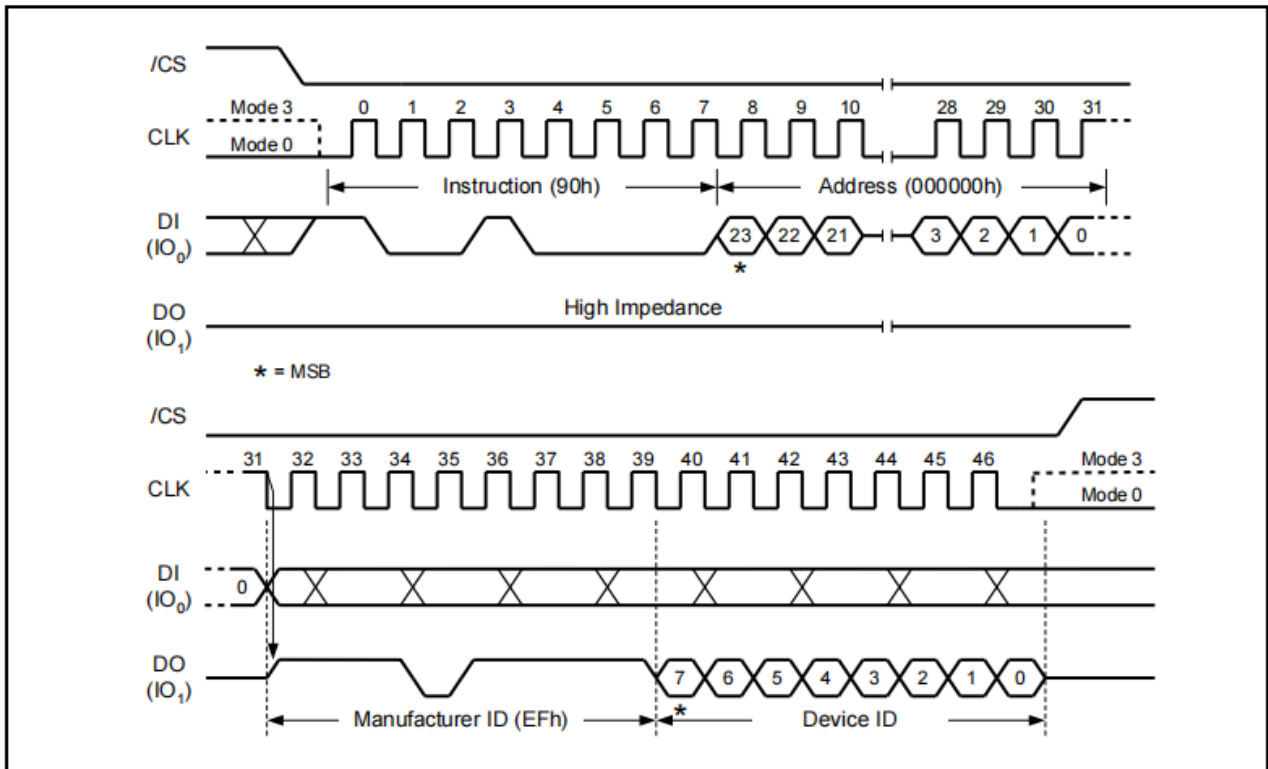 /CS
Mode 3 0 1 2 3 4 5 6 7 8 9 10 28 29 30 31
CLK
Mode 0
Instruction (90h) Address (000000h)
DI
(IO0) 23 22 21 3 2 1 0
*
High Impedance
DO
(IO1)
* = MSB
/CS
31 32 33 34 35 36 37 38 39 40 41 42 43 44 45 46 Mode 3
CLK
Mode 0
DI
0
(IO0)
DO
(IO1) 7 6 5 4 3 2 1 0
*
Manufacturer ID (EFh) Device ID